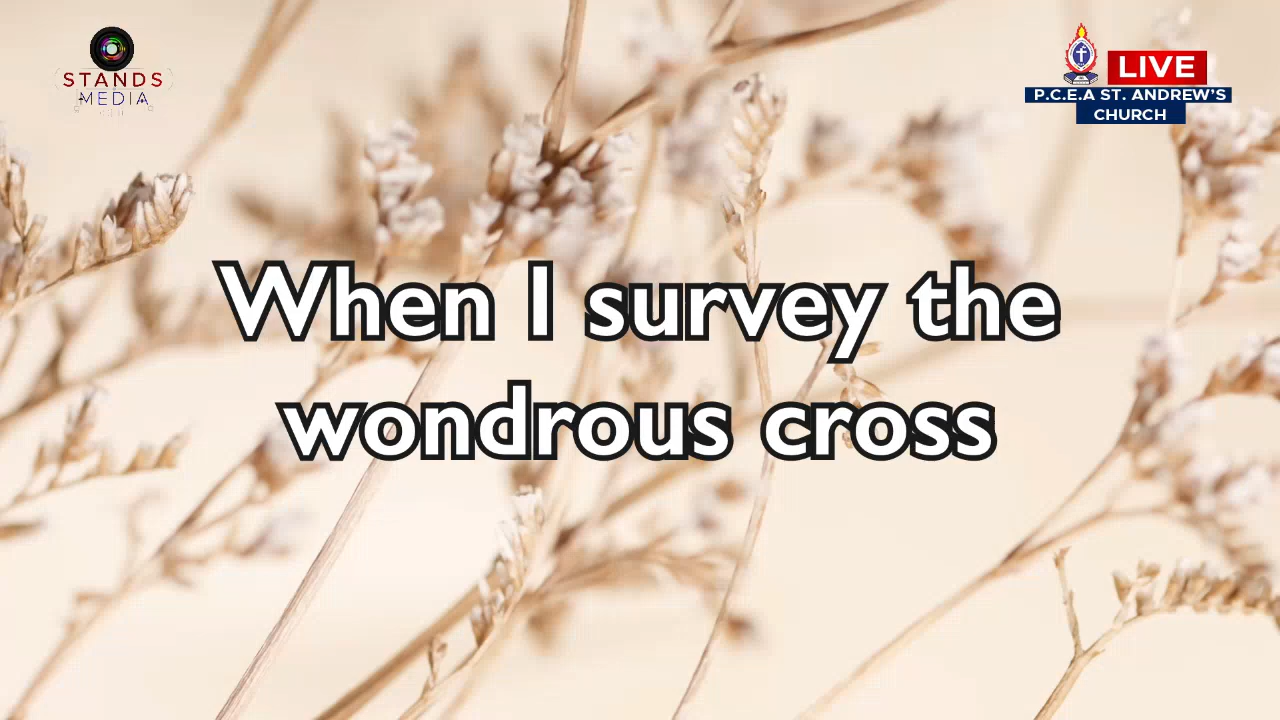 STANDS
MEDIA
LIVE
P.C.E.A ST. ANDREW'S
CHURCH
When I survey the
wondrous cross